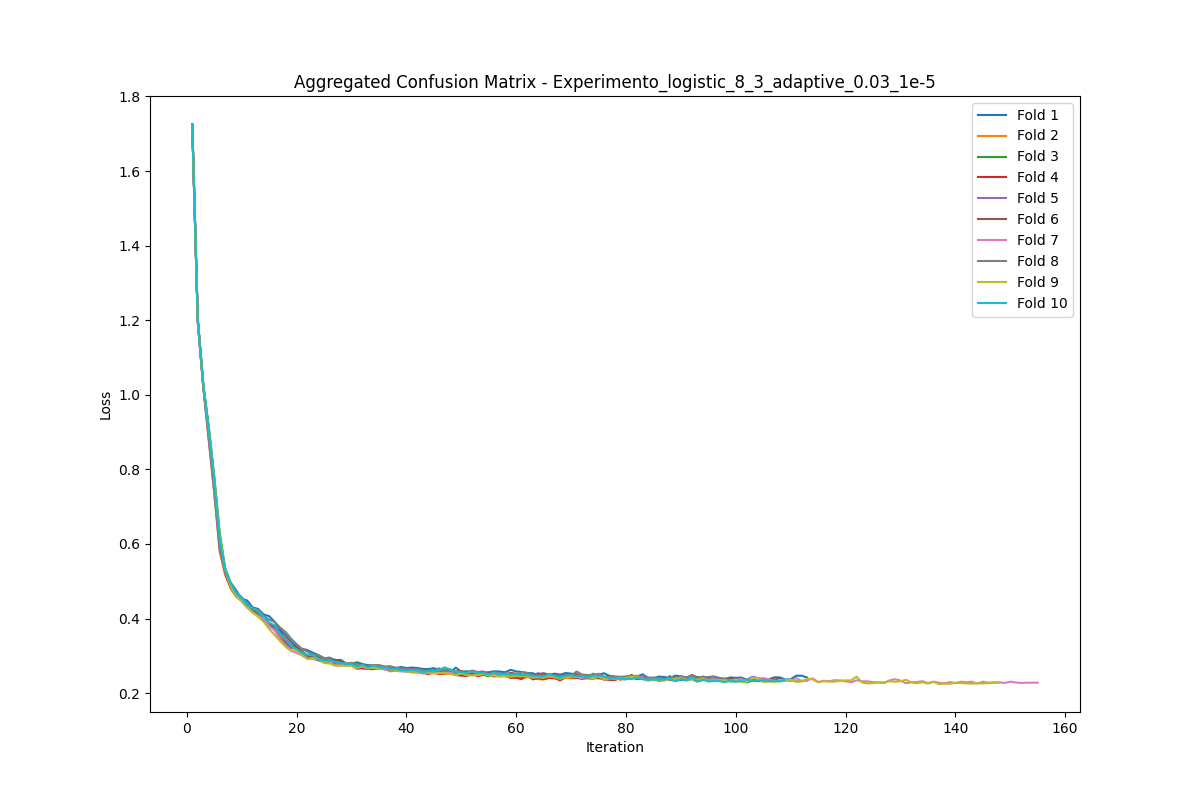 Aggregated Confusion Matrix - Experimento_logistic_8_3_adaptive_0.03_1e-5
1.8
1.6
1.4
1.2
1.0
0.8
0.6
0.4
0.2
Loss
Fold 1
Fold 2
Fold 3
Fold 4
Fold 5
Fold 6
Fold 7
Fold 8
Fold 9
Fold 10
0 20 40 60 80 100 120 140 160
Iteration